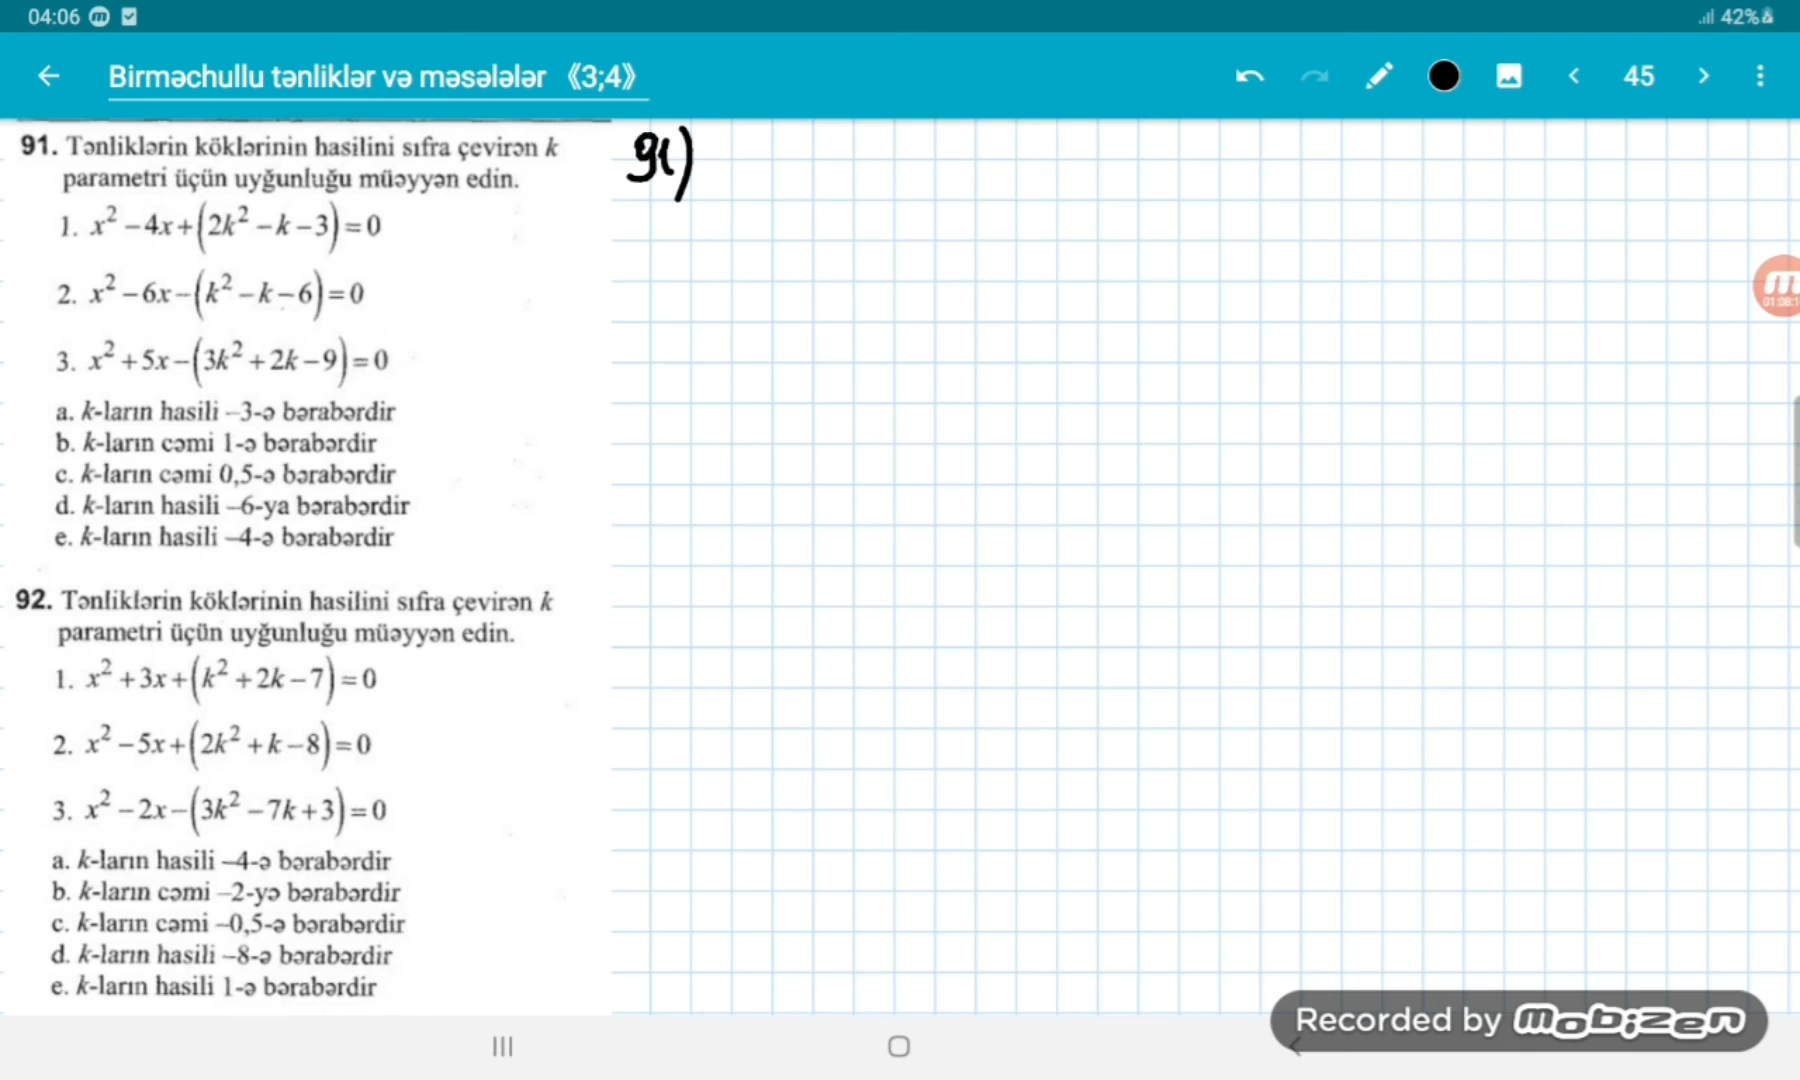 04:06
42%
Birməchullu tənliklər və məsələlər 《3;4》
45
91. Tənliklərin köklərinin hasilini sıfra çevirən k
parametri üçün uyğunluğu müəyyən edin.
1. x² – 4x + (2k² – k – 3) = 0
2. x² – 6x – (k² – k – 6) = 0
3. x² + 5x – (3k² + 2k – 9) = 0
a. k-ların hasili –3-ə bərabərdir
b. k-ların cəmi 1-ə bərabərdir
c. k-ların cəmi 0,5-ə bərabərdir
d. k-ların hasili –6-ya bərabərdir
e. k-ların hasili –4-ə bərabərdir
92. Tənliklərin köklərinin hasilini sıfra çevirən k
parametri üçün uyğunluğu müəyyən edin.
1. x² + 3x + (k² + 2k – 7) = 0
2. x² – 5x + (2k² + k – 8) = 0
3. x² – 2x – (3k² – 7k + 3) = 0
a. k-ların hasili –4-ə bərabərdir
b. k-ların cəmi –2-yə bərabərdir
c. k-ların cəmi –0,5-ə bərabərdir
d. k-ların hasili –8-ə bərabərdir
e. k-ların hasili 1-ə bərabərdir
91)
01:08:1
Recorded by mobizen